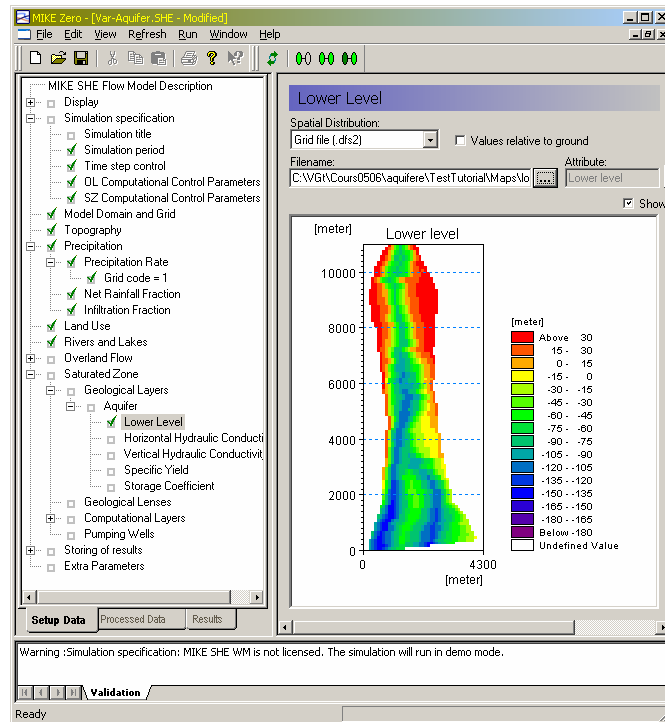 MIKE Zero - [Var-Aquifer.SHE - Modified]
File Edit View Refresh Run Window Help
MIKE SHE Flow Model Description
Display
Simulation specification
Simulation title
Simulation period
Time step control
OL Computational Control Parameters
SZ Computational Control Parameters
Model Domain and Grid
Topography
Precipitation
Precipitation Rate
Grid code = 1
Net Rainfall Fraction
Infiltration Fraction
Land Use
Rivers and Lakes
Overland Flow
Saturated Zone
Geological Layers
Aquifer
Lower Level
Horizontal Hydraulic Conducti
Vertical Hydraulic Conductivit
Specific Yield
Storage Coefficient
Geological Lenses
Computational Layers
Pumping Wells
Storing of results
Extra Parameters
Setup Data Processed Data Results
Lower Level
Spatial Distribution:
Grid file (.dfs2) Values relative to ground
Filename: Attribute:
C:\VGt\Cours0506\aquifere\TestTutorial\Maps\lo ... Lower level
Show
[meter] Lower level
10000
8000
6000
4000
2000
0
0 4300
[meter]
[meter]
Above 30
15 - 30
0 - 15
-15 - 0
-30 - -15
-45 - -30
-60 - -45
-75 - -60
-90 - -75
-105 - -90
-120 - -105
-135 - -120
-150 - -135
-165 - -150
-180 - -165
Below -180
Undefined Value
Warning :Simulation specification: MIKE SHE WM is not licensed. The simulation will run in demo mode.
Validation
Ready